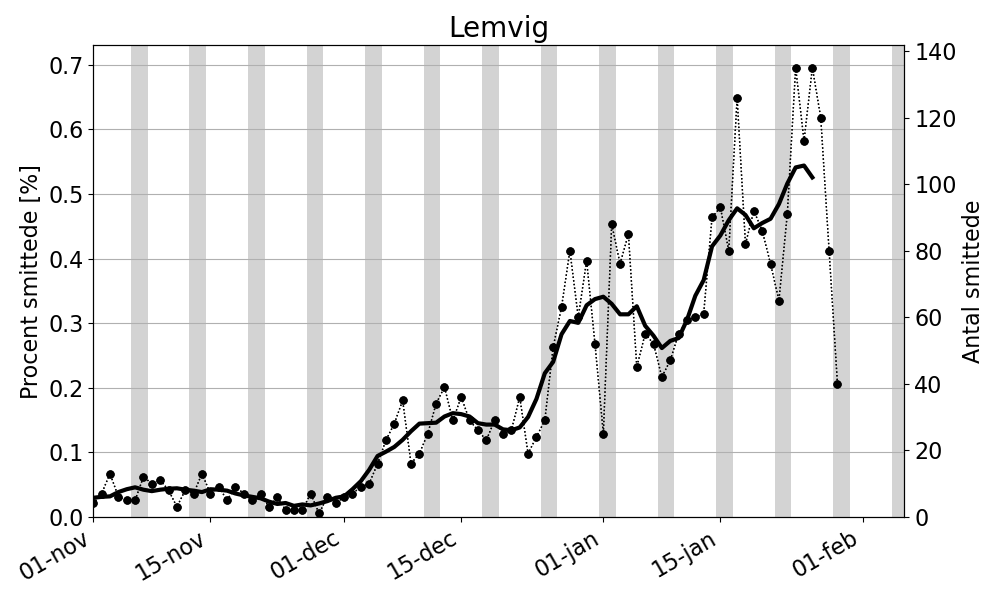 Lemvig
Procent smittede [%]
0.7
0.6
0.5
0.4
0.3
0.2
0.1
0.0
140
120
100
80
60
40
20
0
Antal smittede
01-nov
15-nov
01-dec
15-dec
01-jan
15-jan
01-feb